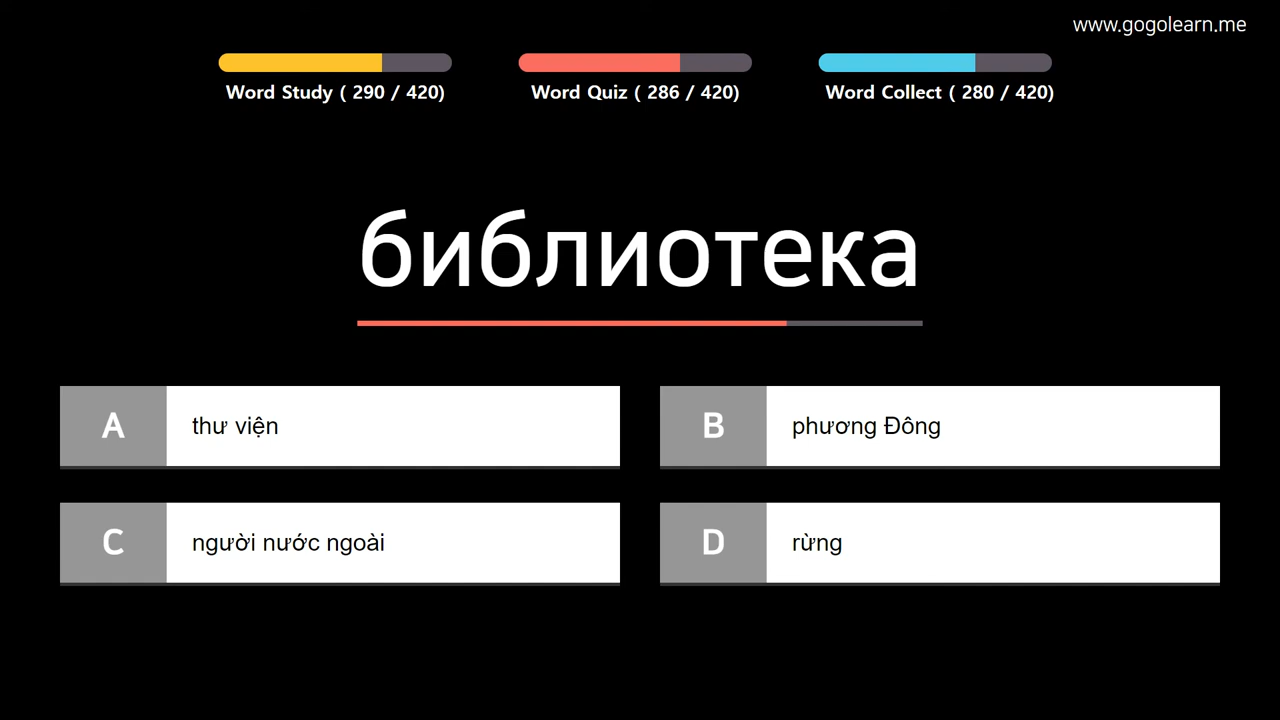 www.gogolearn.me
Word Study ( 290 / 420)
Word Quiz ( 286 / 420)
Word Collect ( 280 / 420)
библиотека
A thư viện
B phương Đông
C người nước ngoài
D rừng